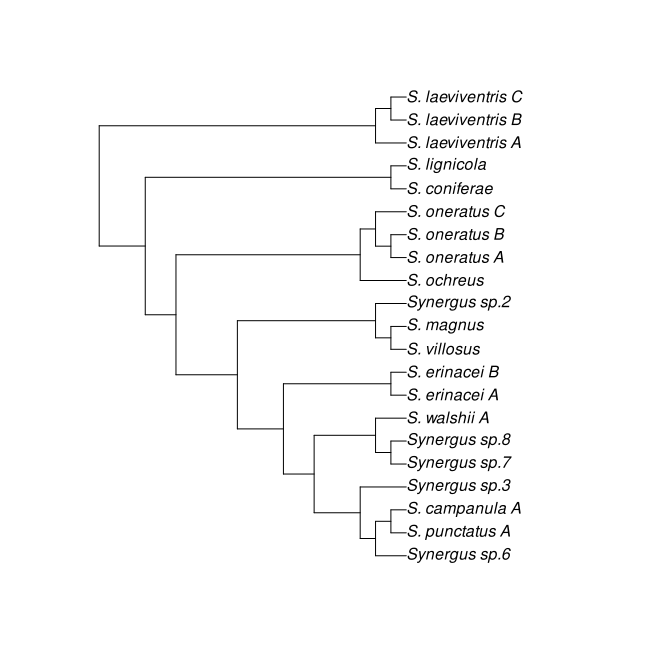 S. laeviventris C
S. laeviventris B
S. laeviventris A
S. lignicola
S. coniferae
S. oneratus C
S. oneratus B
S. oneratus A
S. ochreus
Synergus sp.2
S. magnus
S. villosus
S. erinacei B
S. erinacei A
S. walshii A
Synergus sp.8
Synergus sp.7
Synergus sp.3
S. campanula A
S. punctatus A
Synergus sp.6